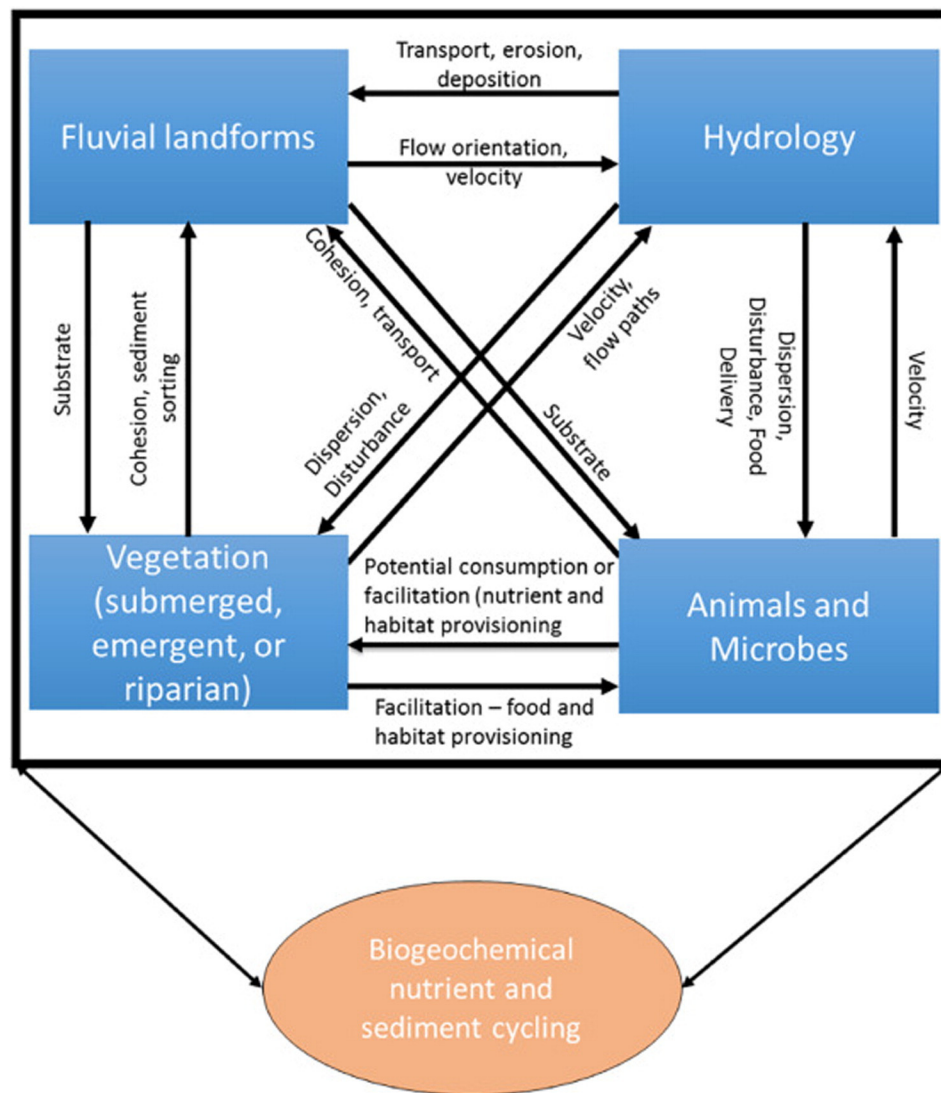 Transport, erosion,
deposition
Fluvial landforms
Hydrology
Flow orientation,
velocity
Substrate
Cohesion, sediment
sorting
Cohesion, transport
Velocity,
flow paths
Dispersion,
Disturbance
Substrate
Dispersion,
Disturbance, Food
Delivery
Velocity
Vegetation
(submerged,
emergent, or
riparian)
Potential consumption or
facilitation (nutrient and
habitat provisioning
Animals and
Microbes
Facilitation – food and
habitat provisioning
Biogeochemical
nutrient and
sediment cycling